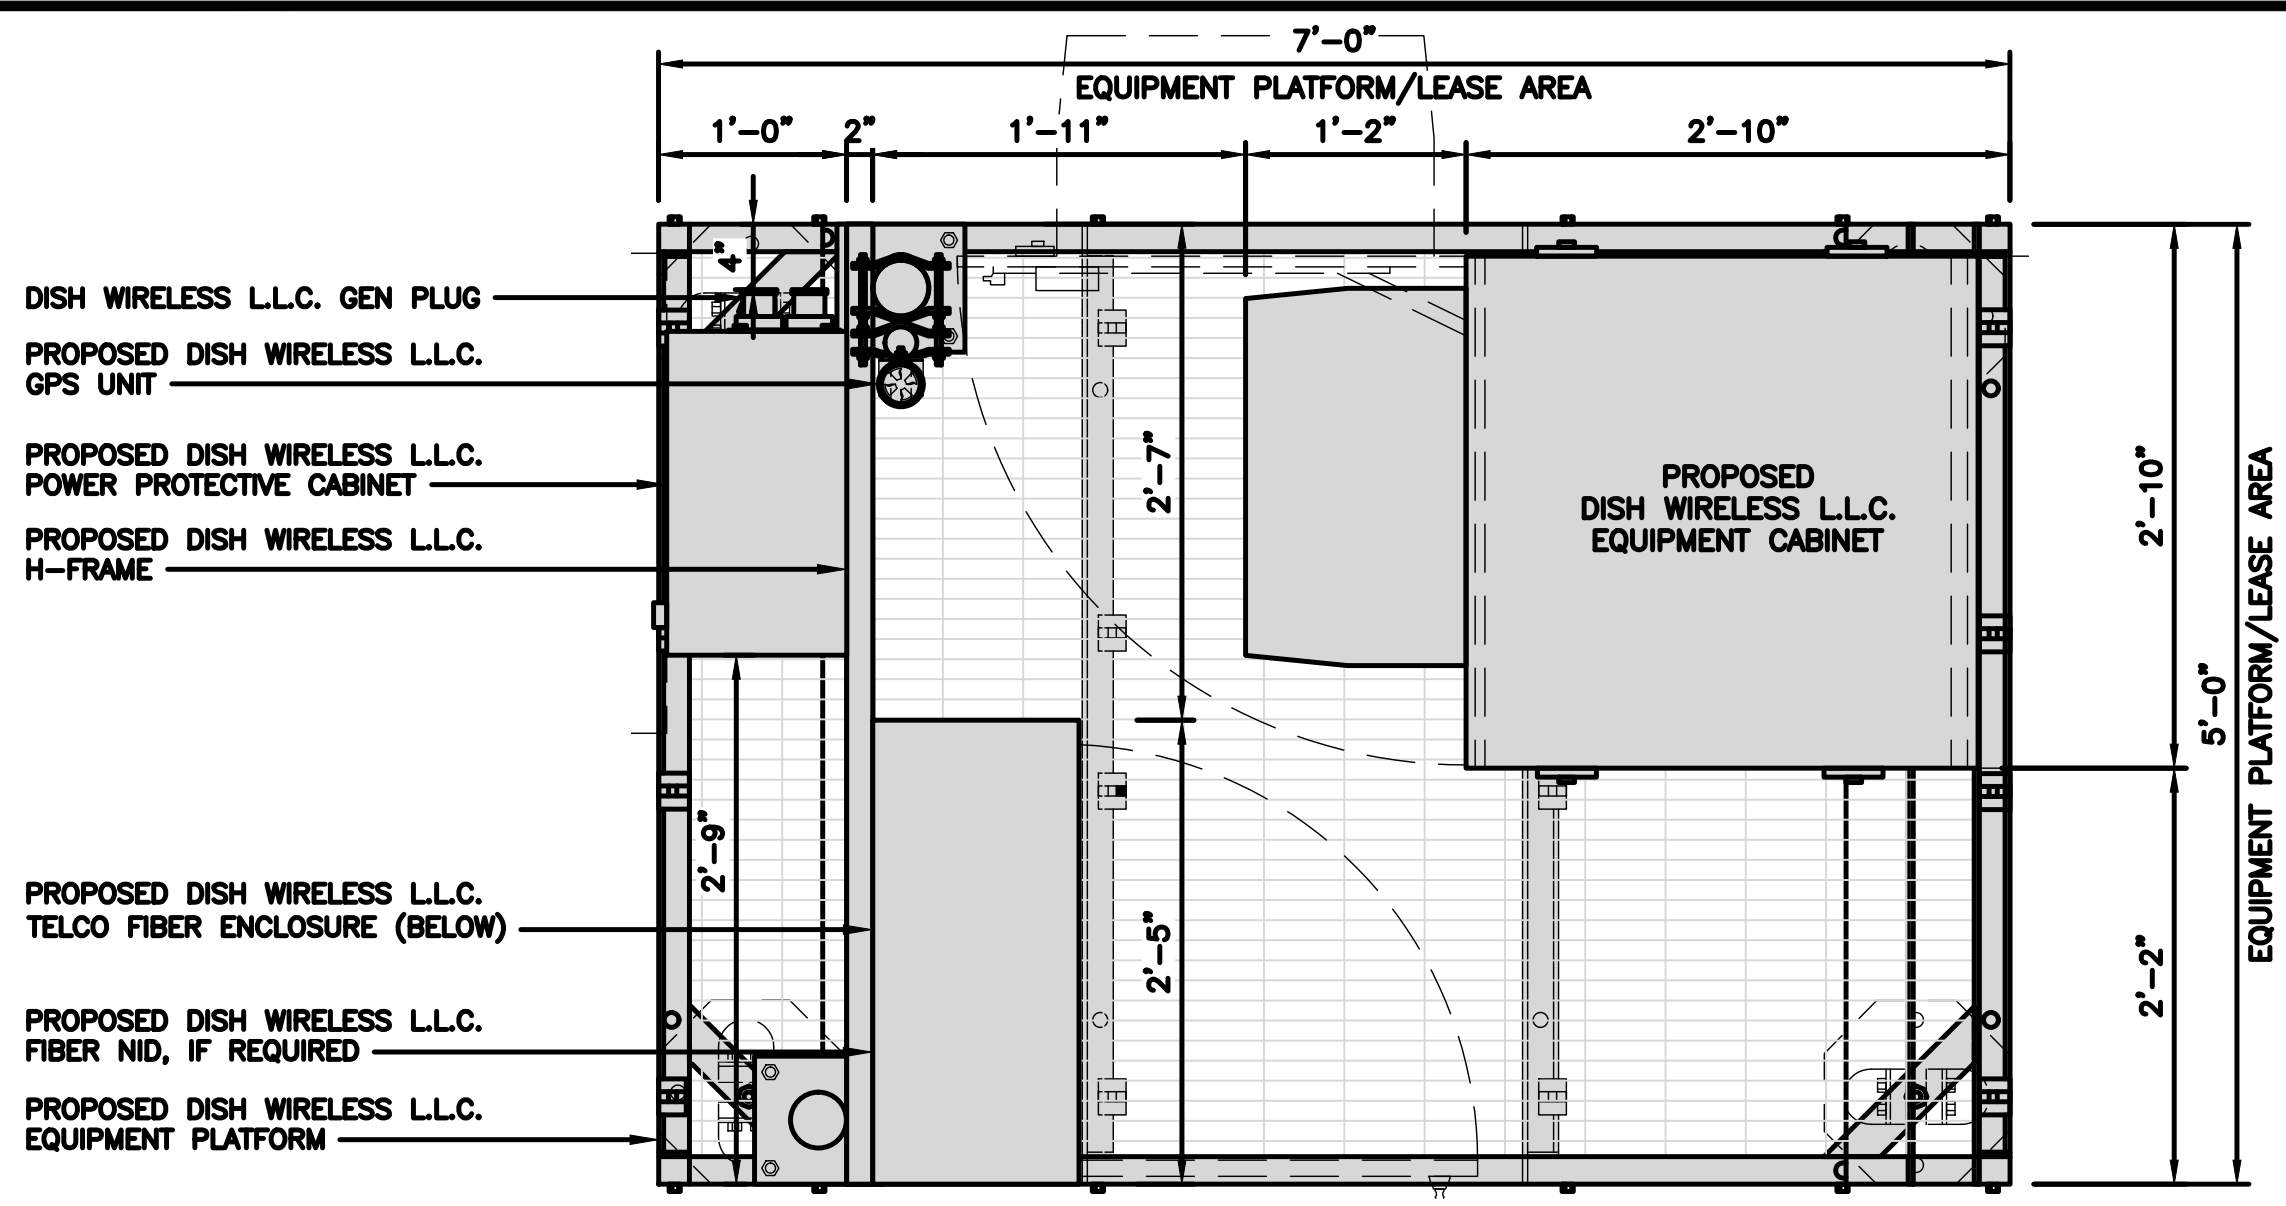 7'-0"
EQUIPMENT PLATFORM/LEASE AREA
1'-0" 2" 1'-11" 1'-2" 2'-10"
4"
DISH WIRELESS L.L.C. GEN PLUG
PROPOSED DISH WIRELESS L.L.C.
GPS UNIT
PROPOSED DISH WIRELESS L.L.C.
POWER PROTECTIVE CABINET
PROPOSED DISH WIRELESS L.L.C.
H-FRAME
2'-7"
PROPOSED
DISH WIRELESS L.L.C.
EQUIPMENT CABINET
2'-10"
5'-0"
EQUIPMENT PLATFORM/LEASE AREA
2'-9"
PROPOSED DISH WIRELESS L.L.C.
TELCO FIBER ENCLOSURE (BELOW)
2'-5"
2'-2"
PROPOSED DISH WIRELESS L.L.C.
FIBER NID, IF REQUIRED
PROPOSED DISH WIRELESS L.L.C.
EQUIPMENT PLATFORM